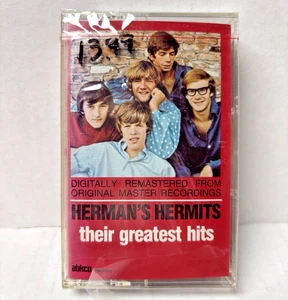 13.97
DIGITALLY REMASTERED FROM
ORIGINAL MASTER RECORDINGS
HERMAN'S HERMITS
their greatest hits
abkco